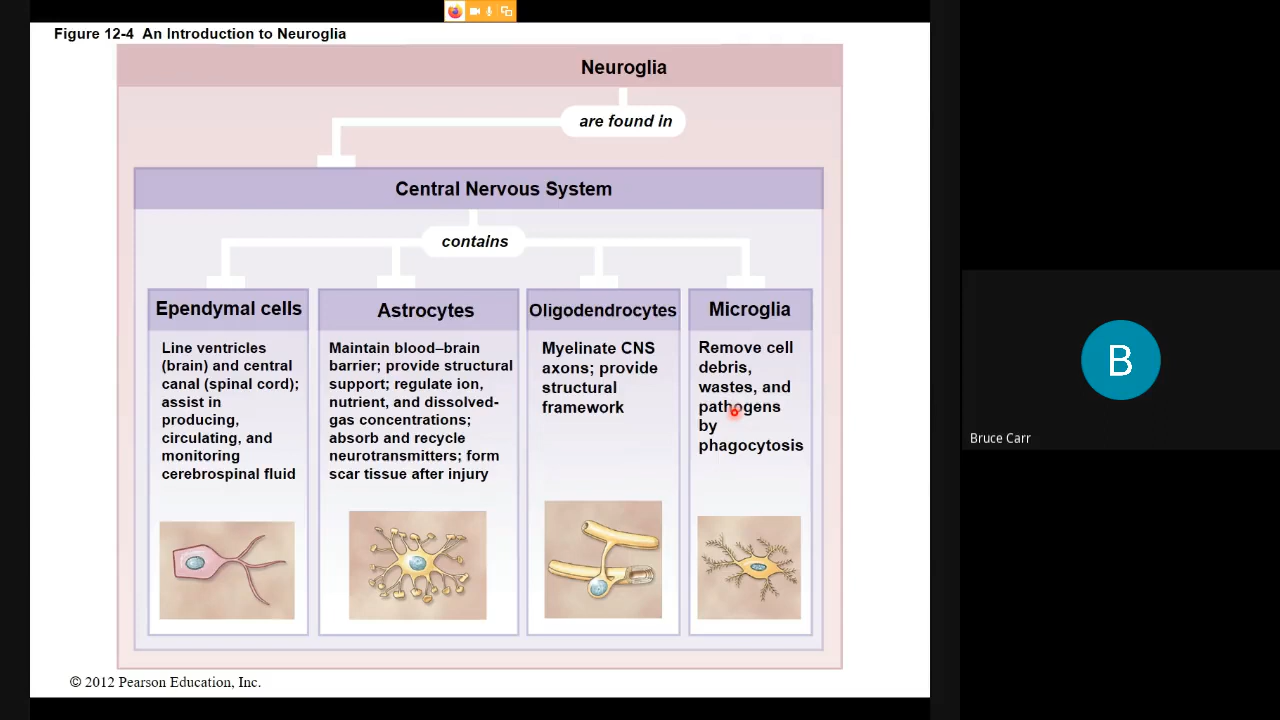 Figure 12-4 An Introduction to Neuroglia
Neuroglia
are found in
Central Nervous System
contains
Ependymal cells
Line ventricles
(brain) and central
canal (spinal cord);
assist in
producing,
circulating, and
monitoring
cerebrospinal fluid
Astrocytes
Maintain blood–brain
barrier; provide structural
support; regulate ion,
nutrient, and dissolved-
gas concentrations;
absorb and recycle
neurotransmitters; form
scar tissue after injury
Oligodendrocytes
Myelinate CNS
axons; provide
structural
framework
Microglia
Remove cell
debris,
wastes, and
pathogens
by
phagocytosis
© 2012 Pearson Education, Inc.
B
Bruce Carr